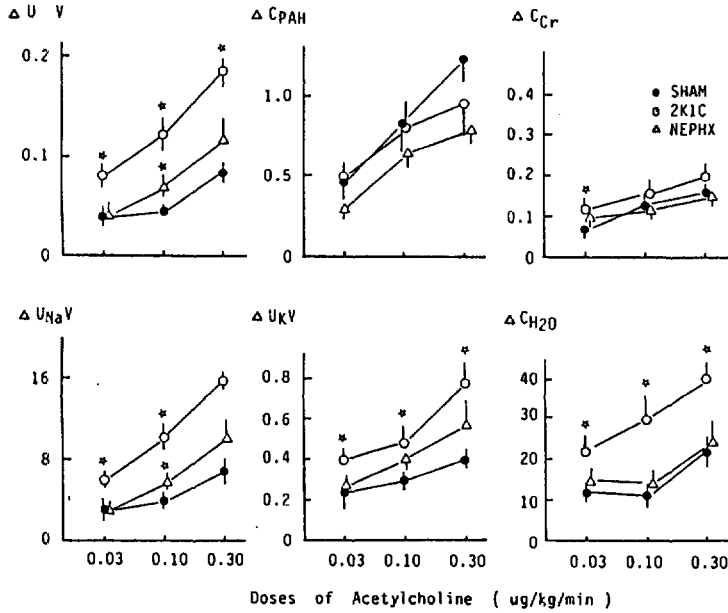 Δ U V
Δ CPAH
Δ CCr
0.2
0.1
0
1.0
0.5
0
0.4
0.3
0.2
0.1
0
SHAM
2K1C
NEPHX
Δ UNaV
Δ UKV
Δ CH2O
16
8
0
0.8
0.6
0.4
0.2
0
40
30
20
10
0
0.03 0.10 0.30
0.03 0.10 0.30
0.03 0.10 0.30
Doses of Acetylcholine ( ug/kg/min )